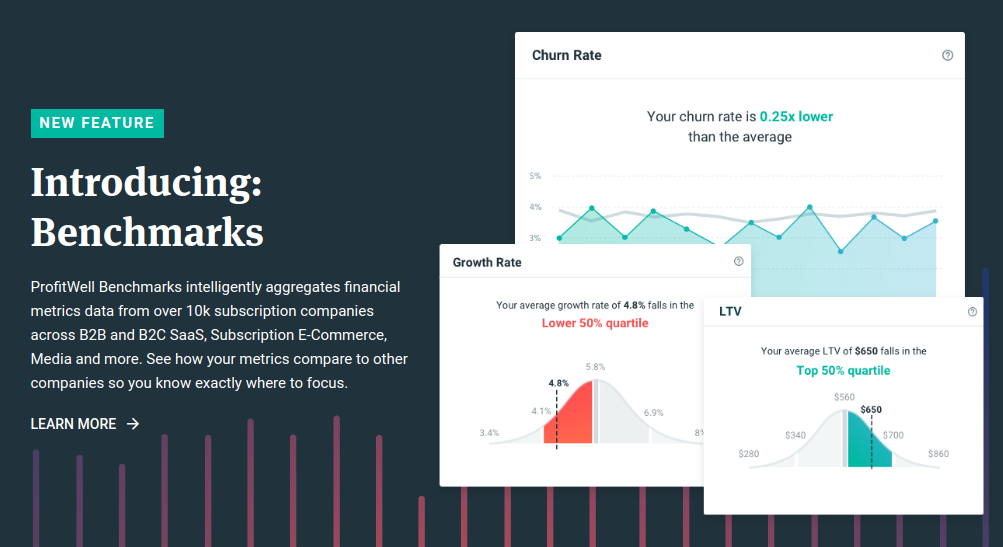 NEW FEATURE
Introducing:
Benchmarks
ProfitWell Benchmarks intelligently aggregates financial
metrics data from over 10k subscription companies
across B2B and B2C SaaS, Subscription E-Commerce,
Media and more. See how your metrics compare to other
companies so you know exactly where to focus.
LEARN MORE →
Churn Rate
Your churn rate is 0.25x lower
than the average
5%
4%
3%
Growth Rate
Your average growth rate of 4.8% falls in the
Lower 50% quartile
5.8%
4.8%
4.1%
6.9%
3.4%
8%
LTV
Your average LTV of $650 falls in the
Top 50% quartile
$560
$650
$340
$700
$280
$860